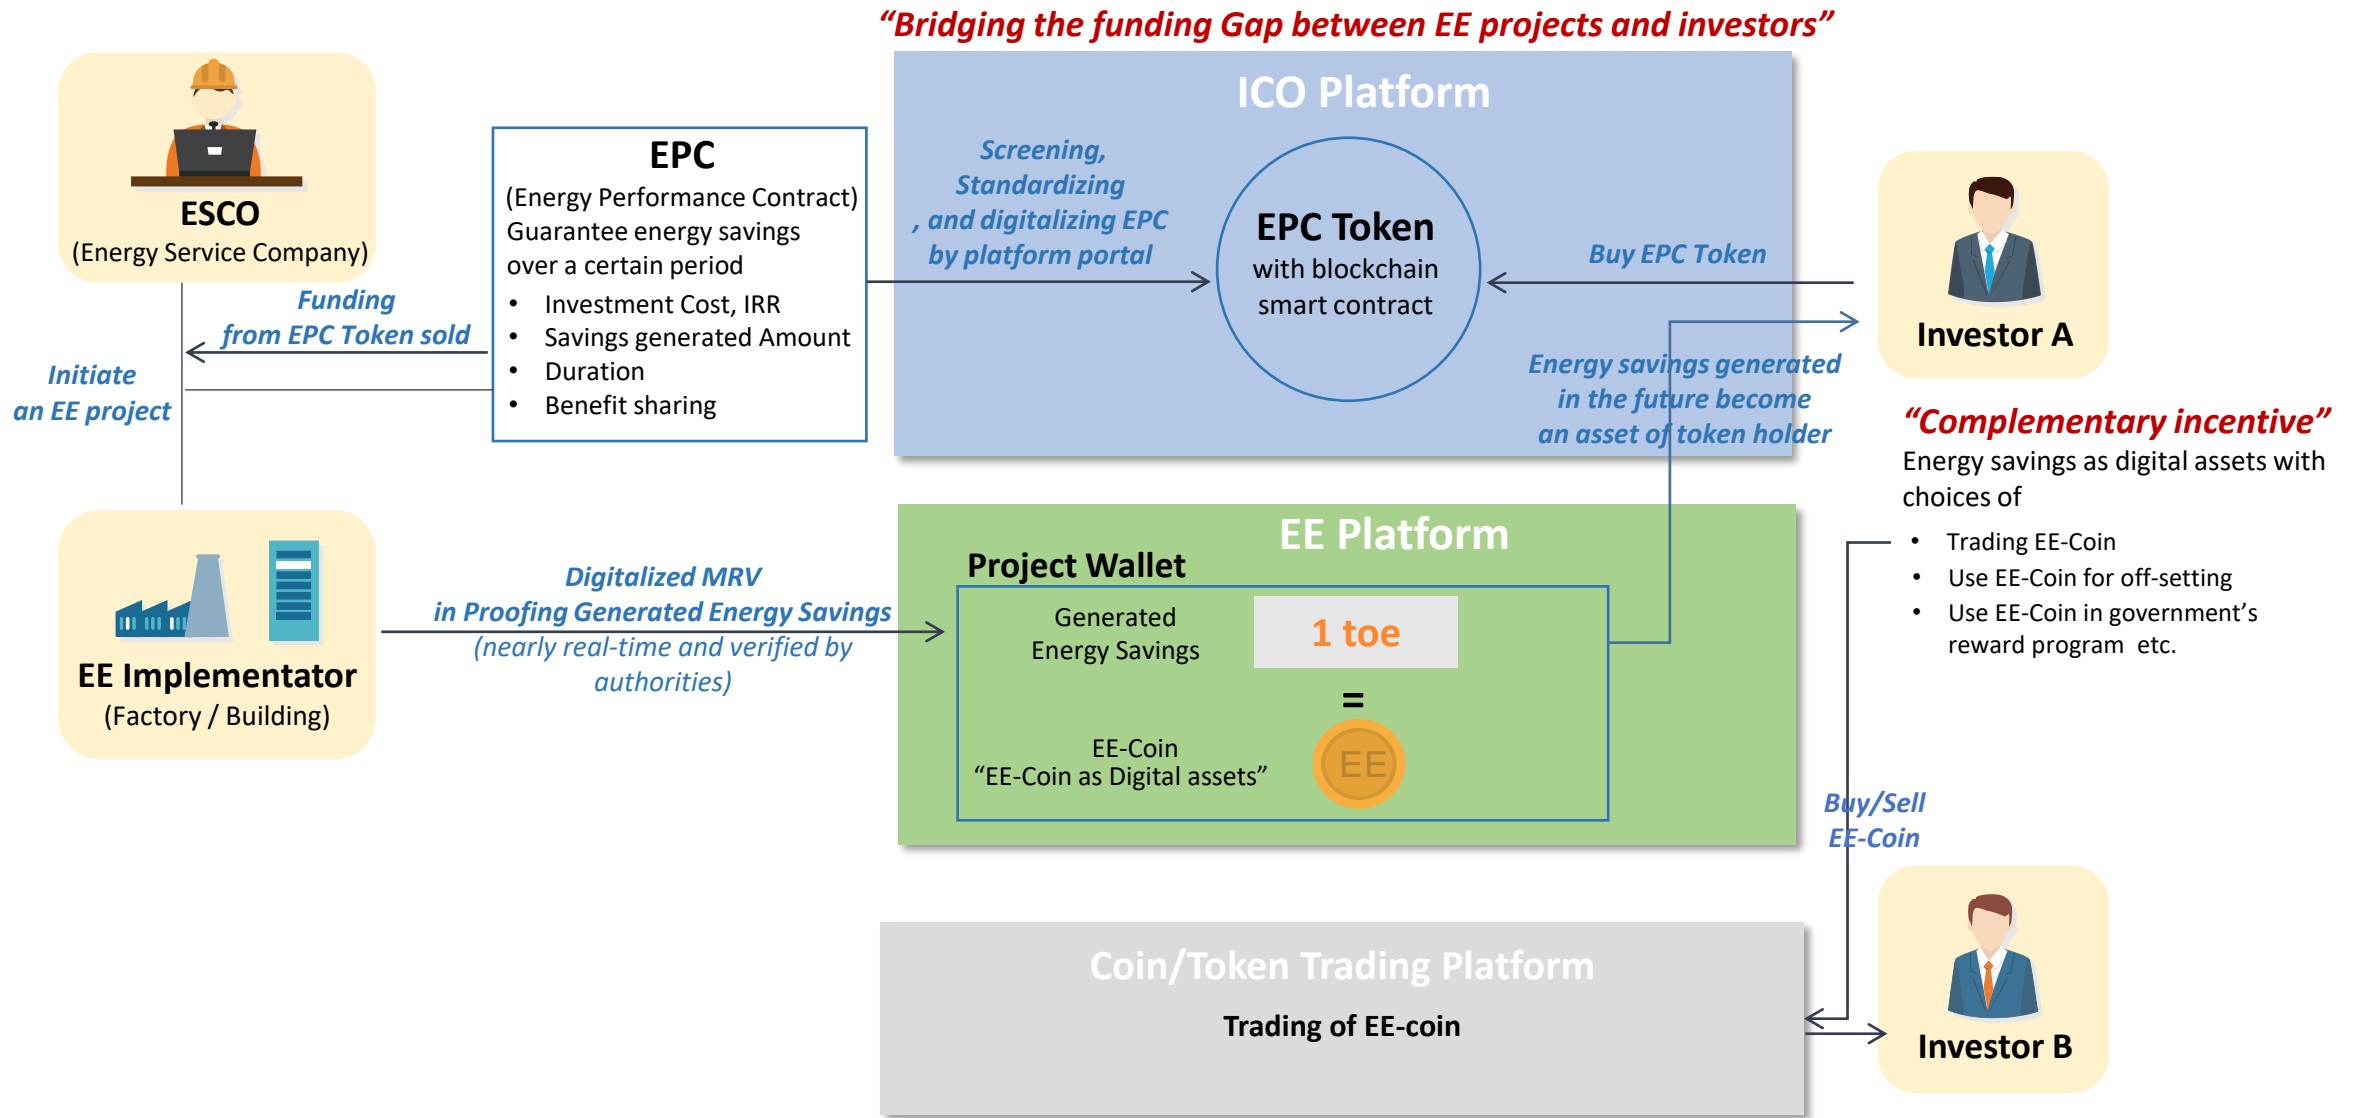 “Bridging the funding Gap between EE projects and investors”
ICO Platform
ESCO
(Energy Service Company)
EPC
(Energy Performance Contract)
Guarantee energy savings
over a certain period
• Investment Cost, IRR
• Savings generated Amount
• Duration
• Benefit sharing
Screening,
Standardizing
, and digitalizing EPC
by platform portal
EPC Token
with blockchain
smart contract
Buy EPC Token
Investor A
Funding
from EPC Token sold
Initiate
an EE project
Energy savings generated
in the future become
an asset of token holder
“Complementary incentive”
Energy savings as digital assets with
choices of
• Trading EE-Coin
• Use EE-Coin for off-setting
• Use EE-Coin in government’s
reward program etc.
EE Implementator
(Factory / Building)
Digitalized MRV
in Proofing Generated Energy Savings
(nearly real-time and verified by
authorities)
EE Platform
Project Wallet
Generated
Energy Savings
1 toe
=
EE-Coin
“EE-Coin as Digital assets”
EE
Buy/Sell
EE-Coin
Coin/Token Trading Platform
Trading of EE-coin
Investor B